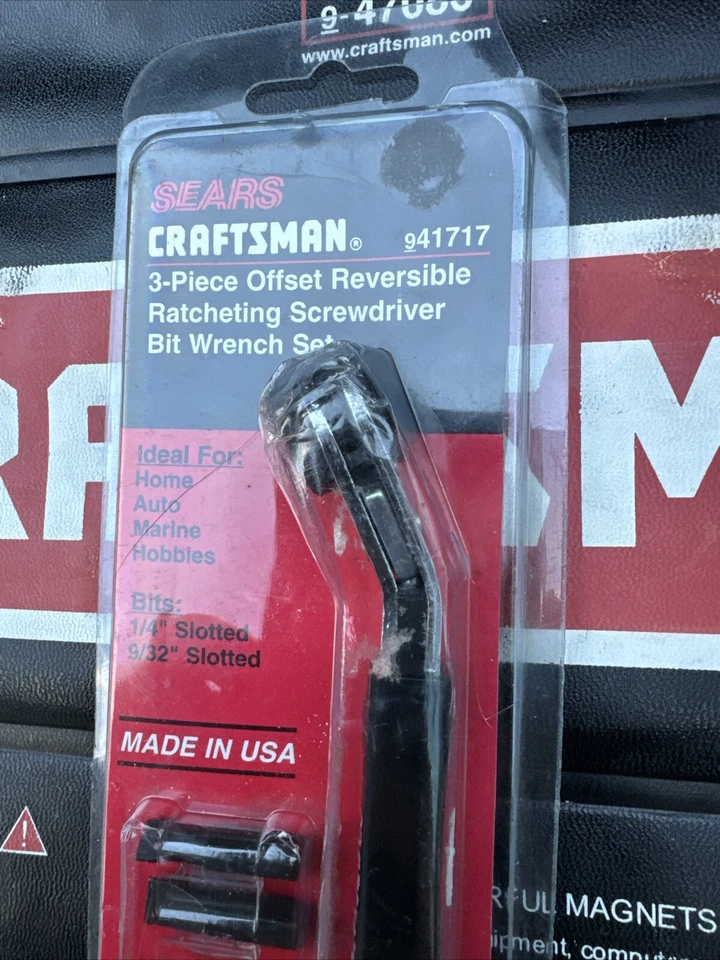 www.craftsman.com
SEARS
CRAFTSMAN® 941717
3-Piece Offset Reversible
Ratcheting Screwdriver
Bit Wrench Set
Ideal For:
Home
Auto
Marine
Hobbies
Bits:
1/4" Slotted
9/32" Slotted
MADE IN USA
MAGNETS